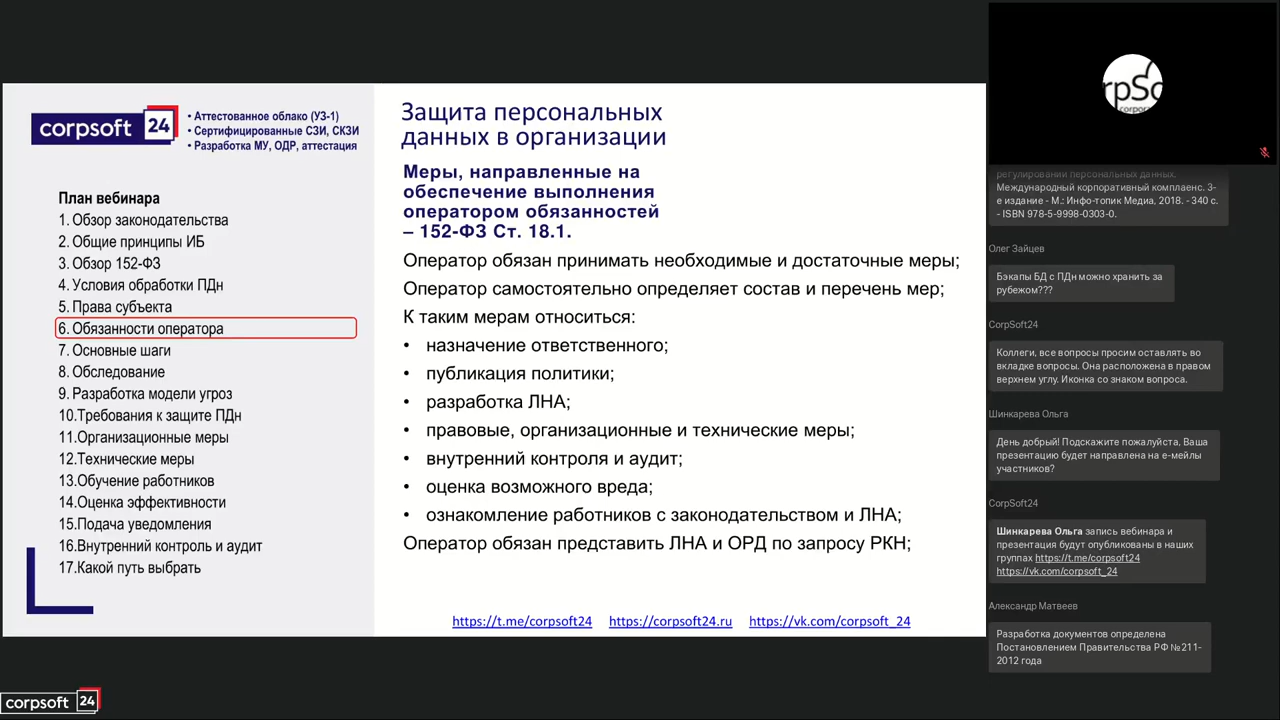 corpsoft 24
• Аттестованное облако (УЗ-1)
• Сертифицированные СЗИ, СКЗИ
• Разработка МУ, ОДР, аттестация
План вебинара
1. Обзор законодательства
2. Общие принципы ИБ
3. Обзор 152-ФЗ
4. Условия обработки ПДн
5. Права субъекта
6. Обязанности оператора
7. Основные шаги
8. Обследование
9. Разработка модели угроз
10.Требования к защите ПДн
11.Организационные меры
12.Технические меры
13.Обучение работников
14.Оценка эффективности
15.Подача уведомления
16.Внутренний контроль и аудит
17.Какой путь выбрать
Защита персональных
данных в организации
Меры, направленные на
обеспечение выполнения
оператором обязанностей
– 152-ФЗ Ст. 18.1.
Оператор обязан принимать необходимые и достаточные меры;
Оператор самостоятельно определяет состав и перечень мер;
К таким мерам относиться:
• назначение ответственного;
• публикация политики;
• разработка ЛНА;
• правовые, организационные и технические меры;
• внутренний контроля и аудит;
• оценка возможного вреда;
• ознакомление работников с законодательством и ЛНА;
Оператор обязан представить ЛНА и ОРД по запросу РКН;
https://t.me/corpsoft24 https://corpsoft24.ru https://vk.com/corpsoft_24
corpsoft 24
rpSo
corpor
регулировании персональных данных.
Международный корпоративный комплаенс. 3-
е издание - М.: Инфо-топик Медиа, 2018. - 340 с.
- ISBN 978-5-9998-0303-0.
Олег Зайцев
Бэкапы БД с ПДн можно хранить за
рубежом???
CorpSoft24
Коллеги, все вопросы просим оставлять во
вкладке вопросы. Она расположена в правом
верхнем углу. Иконка со знаком вопроса.
Шинкарева Ольга
День добрый! Подскажите пожалуйста, Ваша
презентацию будет направлена на е-мейлы
участников?
CorpSoft24
Шинкарева Ольга запись вебинара и
презентация будут опубликованы в наших
группах https://t.me/corpsoft24
https://vk.com/corpsoft_24
Александр Матвеев
Разработка документов определена
Постановлением Правительства РФ №211-
2012 года